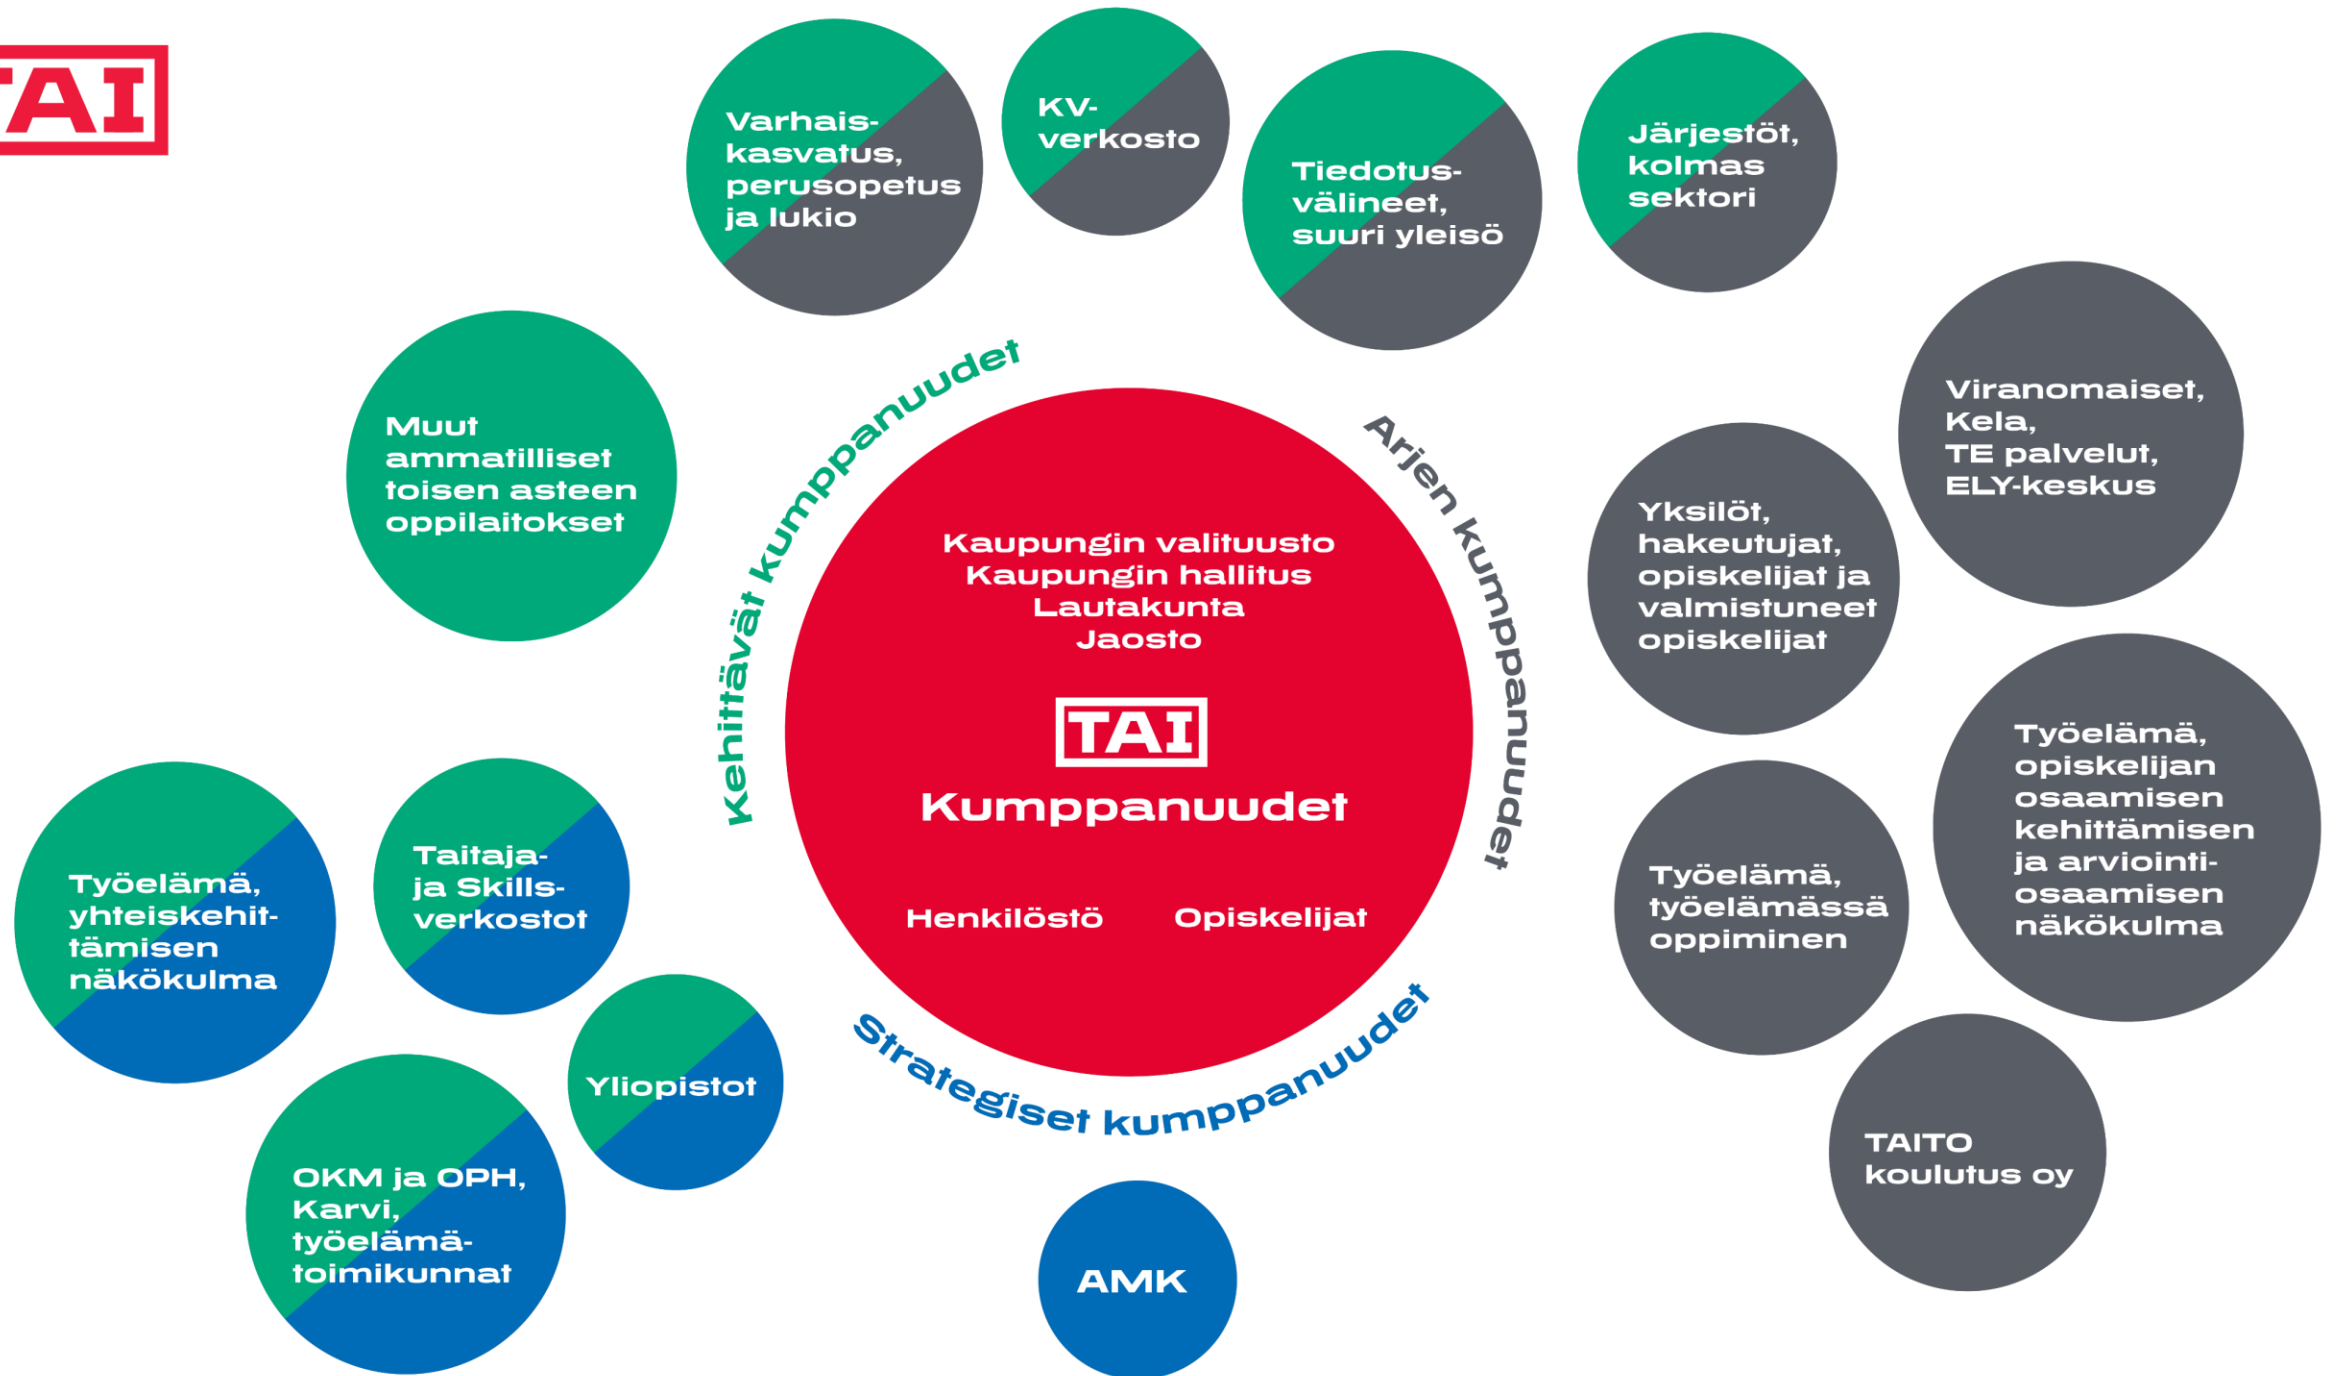 TAI
Varhais-
kasvatus,
perusopetus
ja lukio
KV-
verkosto
Tiedotus-
välineet,
suuri yleisö
Järjestöt,
kolmas
sektori
Muut
ammatilliset
toisen asteen
oppilaitokset
Kehittävät kumppanuudet
Arjen kumppanuudet
Viranomaiset,
Kela,
TE palvelut,
ELY-keskus
Yksilöt,
hakeutujat,
opiskelijat ja
valmistuneet
opiskelijat
Kaupungin valituusto
Kaupungin hallitus
Lautakunta
Jaosto
TAI
Kumppanuudet
Henkilöstö
Opiskelijat
Työelämä,
opiskelijan
osaamisen
kehittämisen
ja arviointi-
osaamisen
näkökulma
Työelämä,
työelämässä
oppiminen
Työelämä,
yhteiskehit-
tämisen
näkökulma
Taitaja-
ja Skills-
verkostot
Yliopistot
Strategiset kumppanuudet
OKM ja OPH,
Karvi,
työelämä-
toimikunnat
AMK
TAITO
koulutus oy